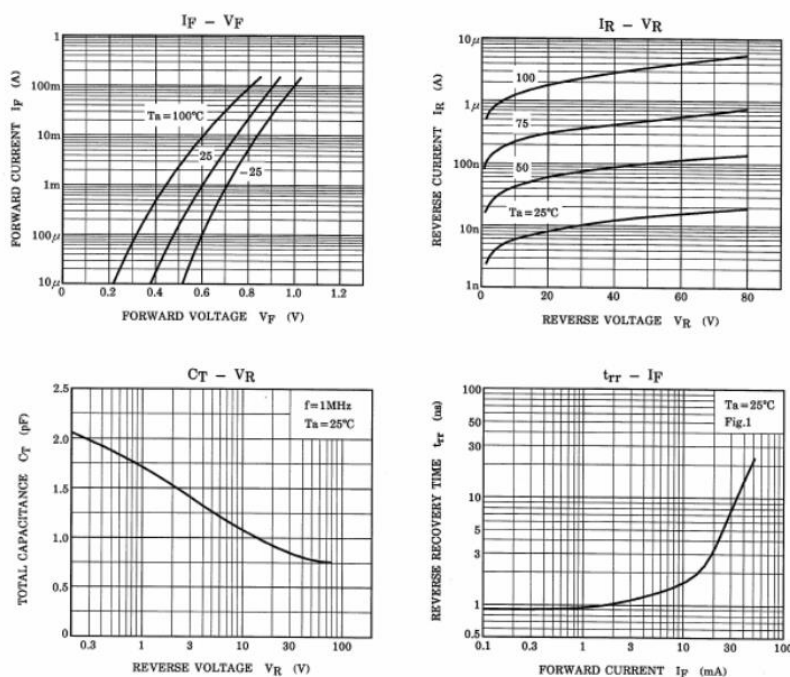 IF – VF
1
100m
10m
1m
100μ
10μ
FORWARD CURRENT IF (A)
Ta=100℃
25
−25
0 0.2 0.4 0.6 0.8 1.0 1.2
FORWARD VOLTAGE VF (V)
IR – VR
10μ
1μ
100n
10n
1n
REVERSE CURRENT IR (A)
100
75
50
Ta=25℃
0 20 40 60 80
REVERSE VOLTAGE VR (V)
CT – VR
2.5
2.0
1.5
1.0
0.5
0
TOTAL CAPACITANCE CT (pF)
f=1MHz
Ta=25℃
0.3 1 3 10 30 100
REVERSE VOLTAGE VR (V)
trr – IF
100
50
30
10
5
3
1
0.5
REVERSE RECOVERY TIME trr (na)
Ta=25℃
Fig.1
0.1 0.3 1 3 10 30 100
FORWARD CURRENT IF (mA)